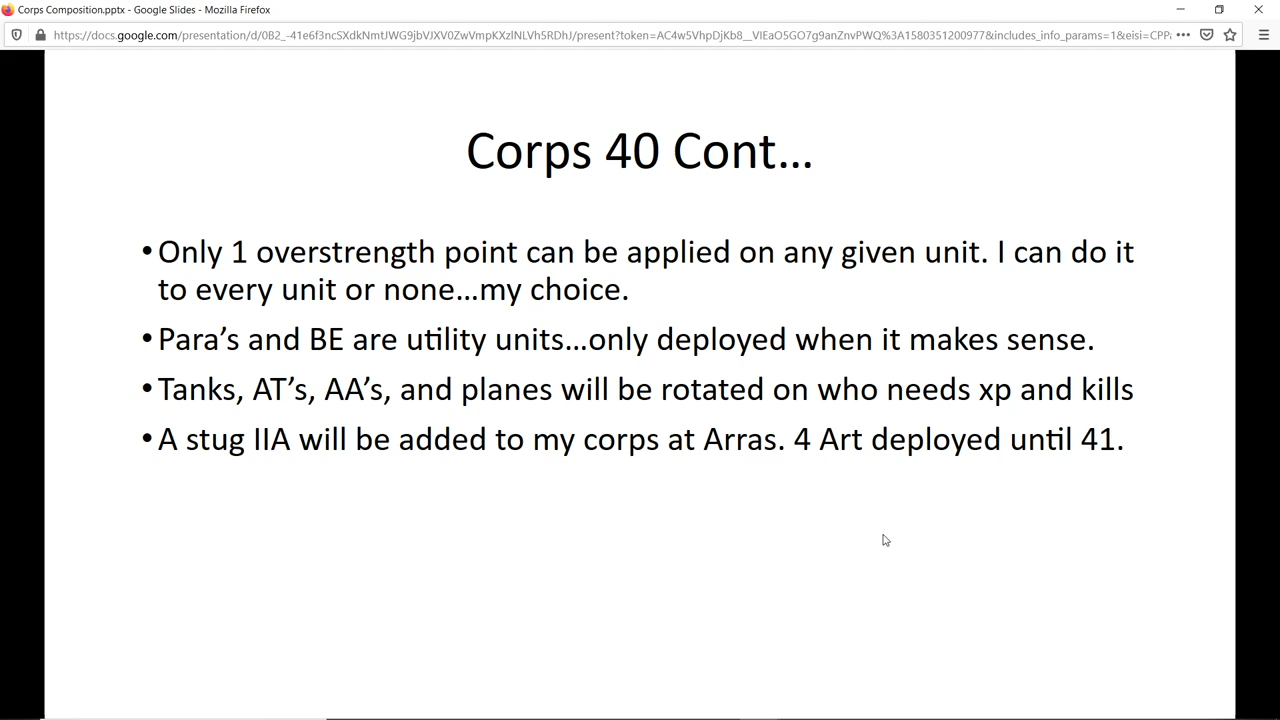 Corps Composition.pptx - Google Slides - Mozilla Firefox
https://docs.google.com/presentation/d/0B2_-41e6f3ncSXdkNmtJWG9jbVJXV0ZwVmpKXzlNLVh5RDhJ/present?token=AC4w5VhpDjKb8__VIEaO5GO7g9anZnvPWQ%3A1580351200977&includes_info_params=1&eisi=CPP
Corps 40 Cont…
• Only 1 overstrength point can be applied on any given unit. I can do it
to every unit or none…my choice.
• Para’s and BE are utility units…only deployed when it makes sense.
• Tanks, AT’s, AA’s, and planes will be rotated on who needs xp and kills
• A stug IIA will be added to my corps at Arras. 4 Art deployed until 41.